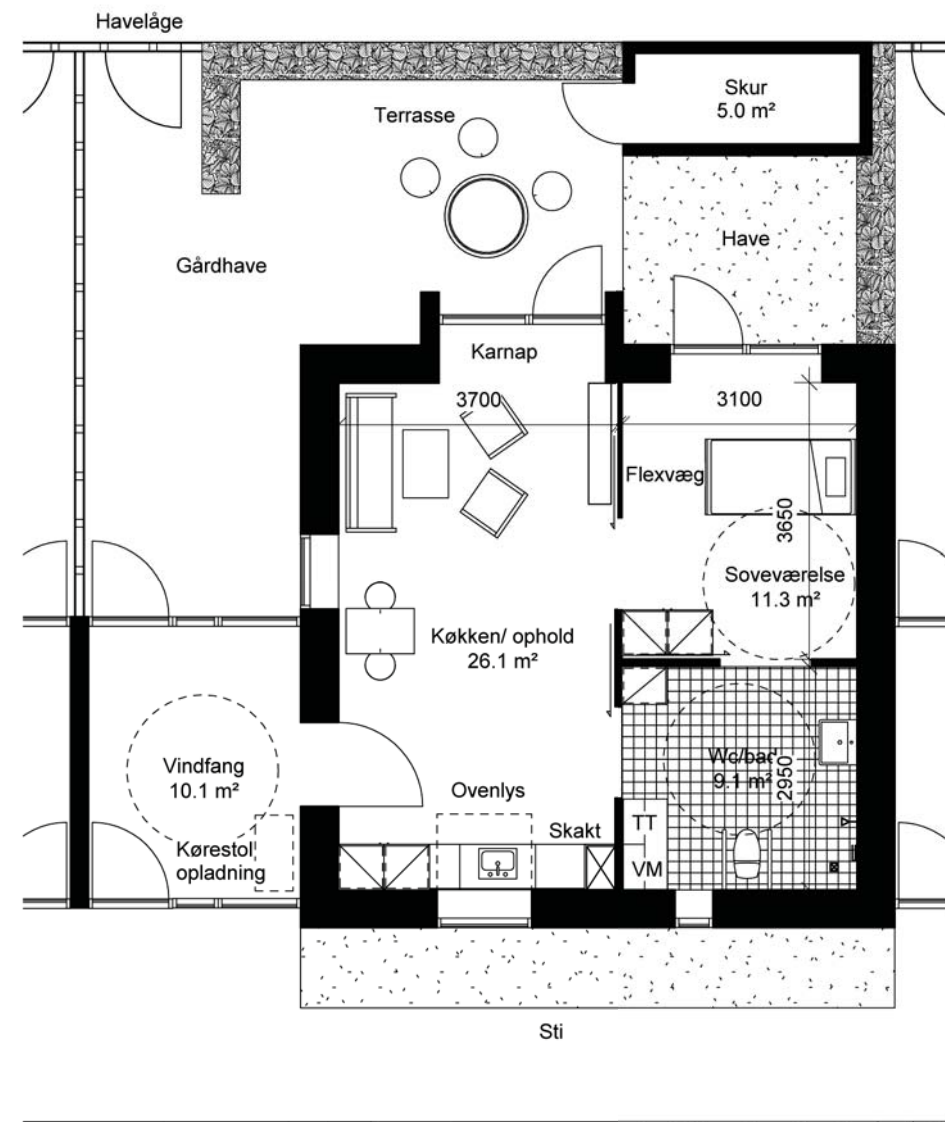 Havelåge
Skur
5.0 m²
Terrasse
Have
Gårdhave
Karnap
3700
3100
Flexvæg
3650
Soveværelse
11.3 m²
Køkken/ ophold
26.1 m²
Wc/bad
9.1 m²
2950
Vindfang
10.1 m²
Ovenlys
Kørestol
opladning
Skakt
TT
VM
Sti